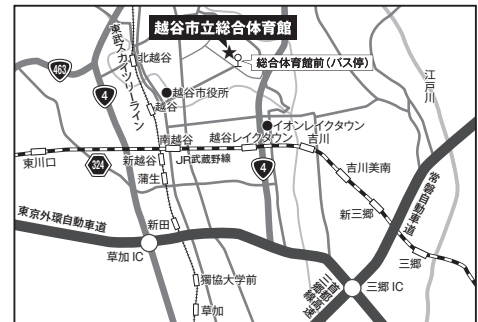 越谷市立総合体育館
総合体育館前(バス停)
東武スカイツリーライン
北越谷
463
4
越谷市役所
越谷
江戸川
イオンレイクタウン
南越谷
越谷レイクタウン
吉川
東川口
324
新越谷
JR武蔵野線
4
蒲生
吉川美南
常磐自動車道
東京外環自動車道
新田
新三郷
草加IC
三郷
獨協大学前
首都高速
三郷線
三郷IC
草加